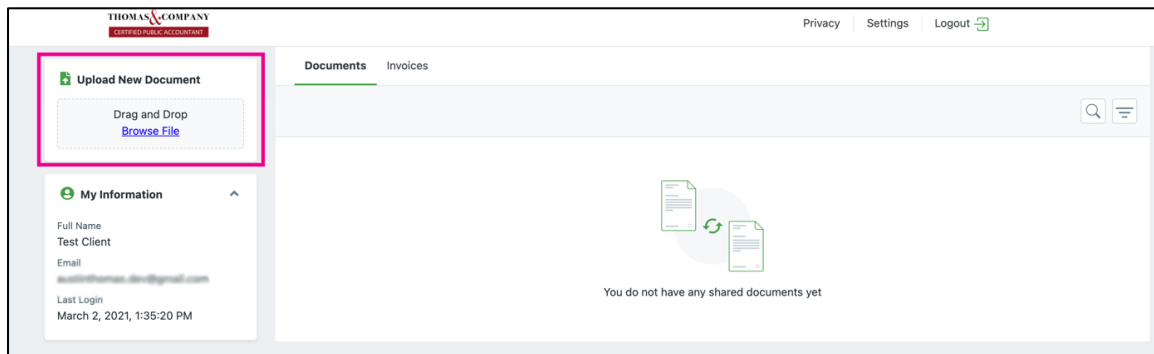 THOMAS & COMPANY
CERTIFIED PUBLIC ACCOUNTANT
Privacy Settings Logout
Upload New Document
Drag and Drop
Browse File
My Information
Full Name
Test Client
Email
Last Login
March 2, 2021, 1:35:20 PM
Documents Invoices
You do not have any shared documents yet